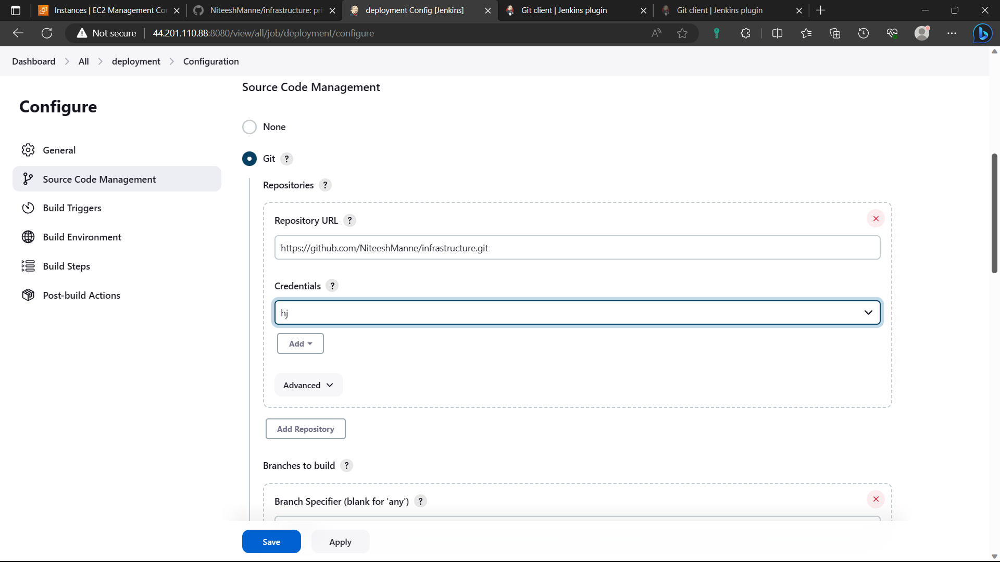 Instances | EC2 Management Co
NiteeshManne/infrastructure: pri
deployment Config [Jenkins]
Git client | Jenkins plugin
Git client | Jenkins plugin
Not secure
44.201.110.88:8080/view/all/job/deployment/configure
Dashboard
All
deployment
Configuration
Configure
General
Source Code Management
Build Triggers
Build Environment
Build Steps
Post-build Actions
Source Code Management
None
Git ?
Repositories ?
Repository URL ?
https://github.com/NiteeshManne/infrastructure.git
Credentials ?
hj
Add
Advanced
Add Repository
Branches to build ?
Branch Specifier (blank for 'any') ?
Save
Apply